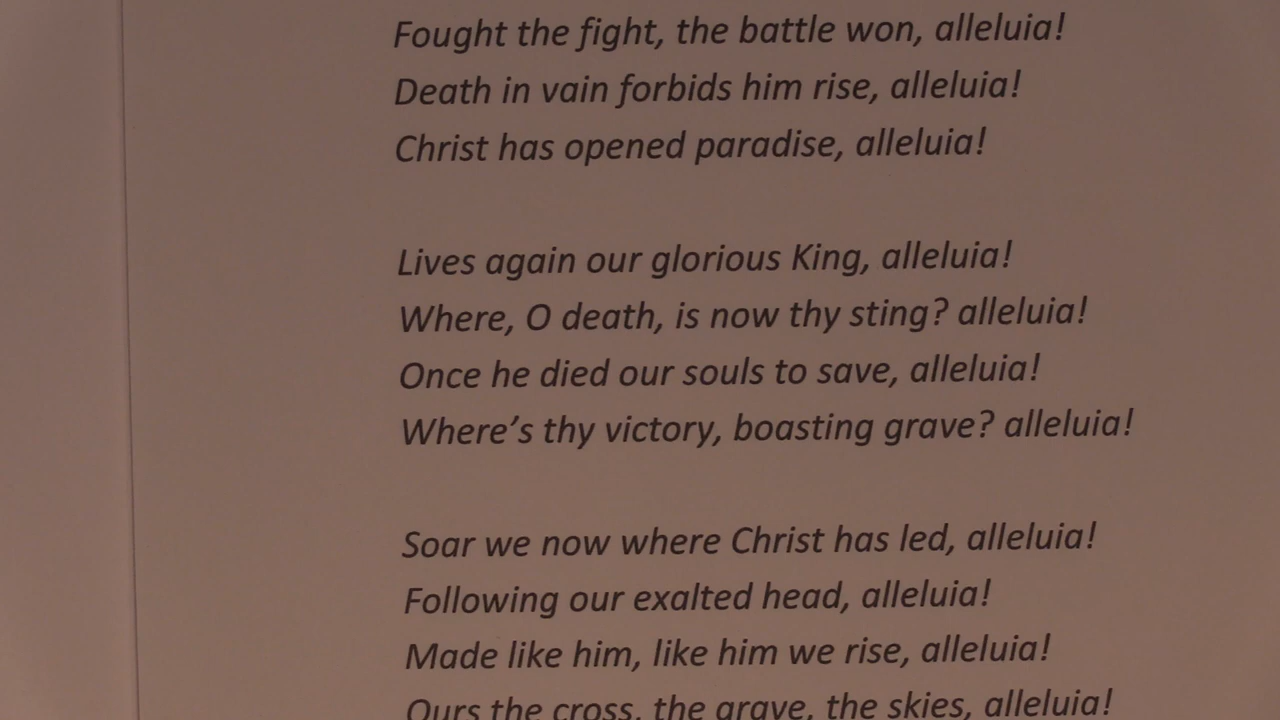 Fought the fight, the battle won, alleluia!
Death in vain forbids him rise, alleluia!
Christ has opened paradise, alleluia!
Lives again our glorious King, alleluia!
Where, O death, is now thy sting? alleluia!
Once he died our souls to save, alleluia!
Where’s thy victory, boasting grave? alleluia!
Soar we now where Christ has led, alleluia!
Following our exalted head, alleluia!
Made like him, like him we rise, alleluia!
Ours the cross, the grave, the skies, alleluia!